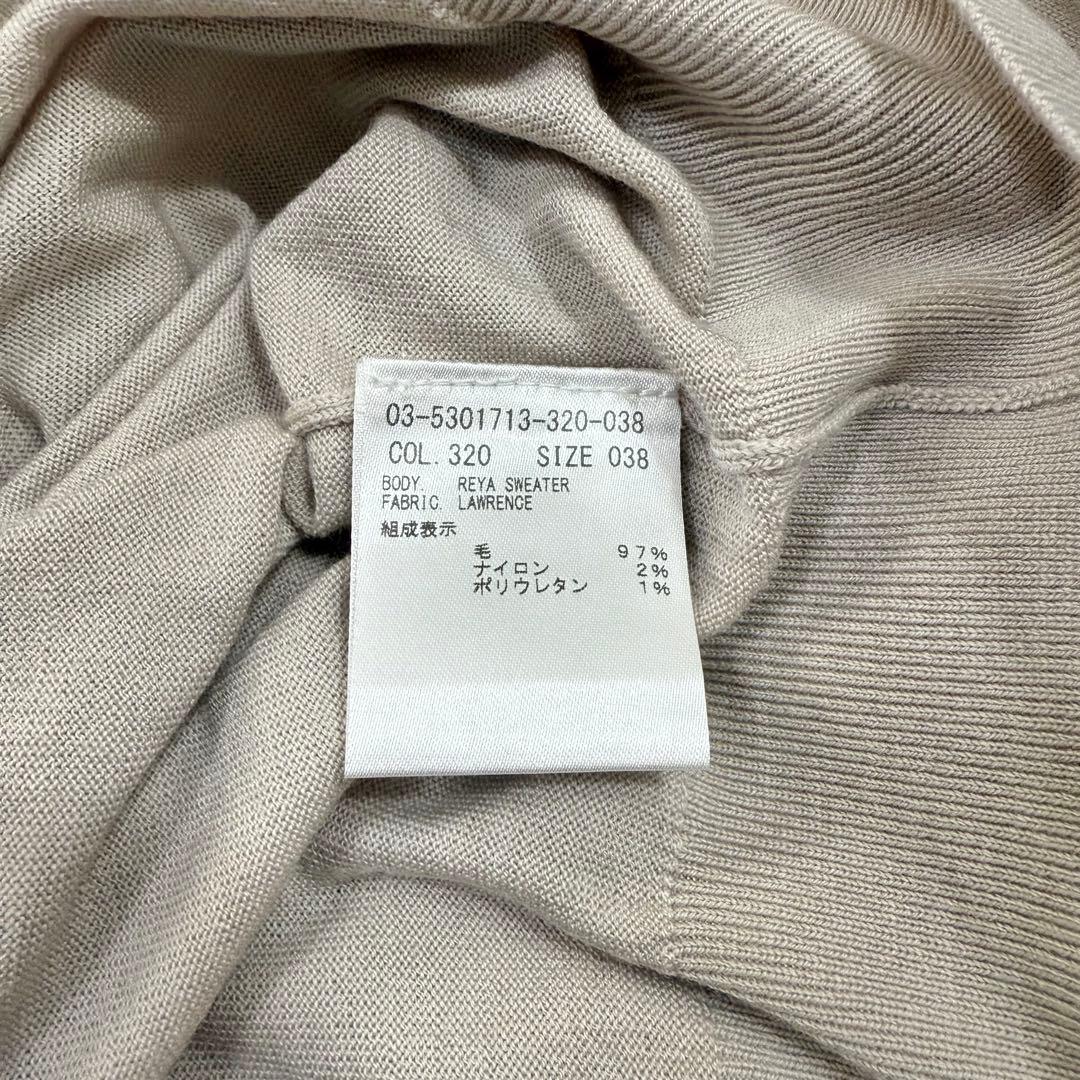 03-5301713-320-038
COL. 320 SIZE 038
BODY. REYA SWEATER
FABRIC. LAWRENCE
組成表示
毛 97%
ナイロン 2%
ポリウレタン 1%